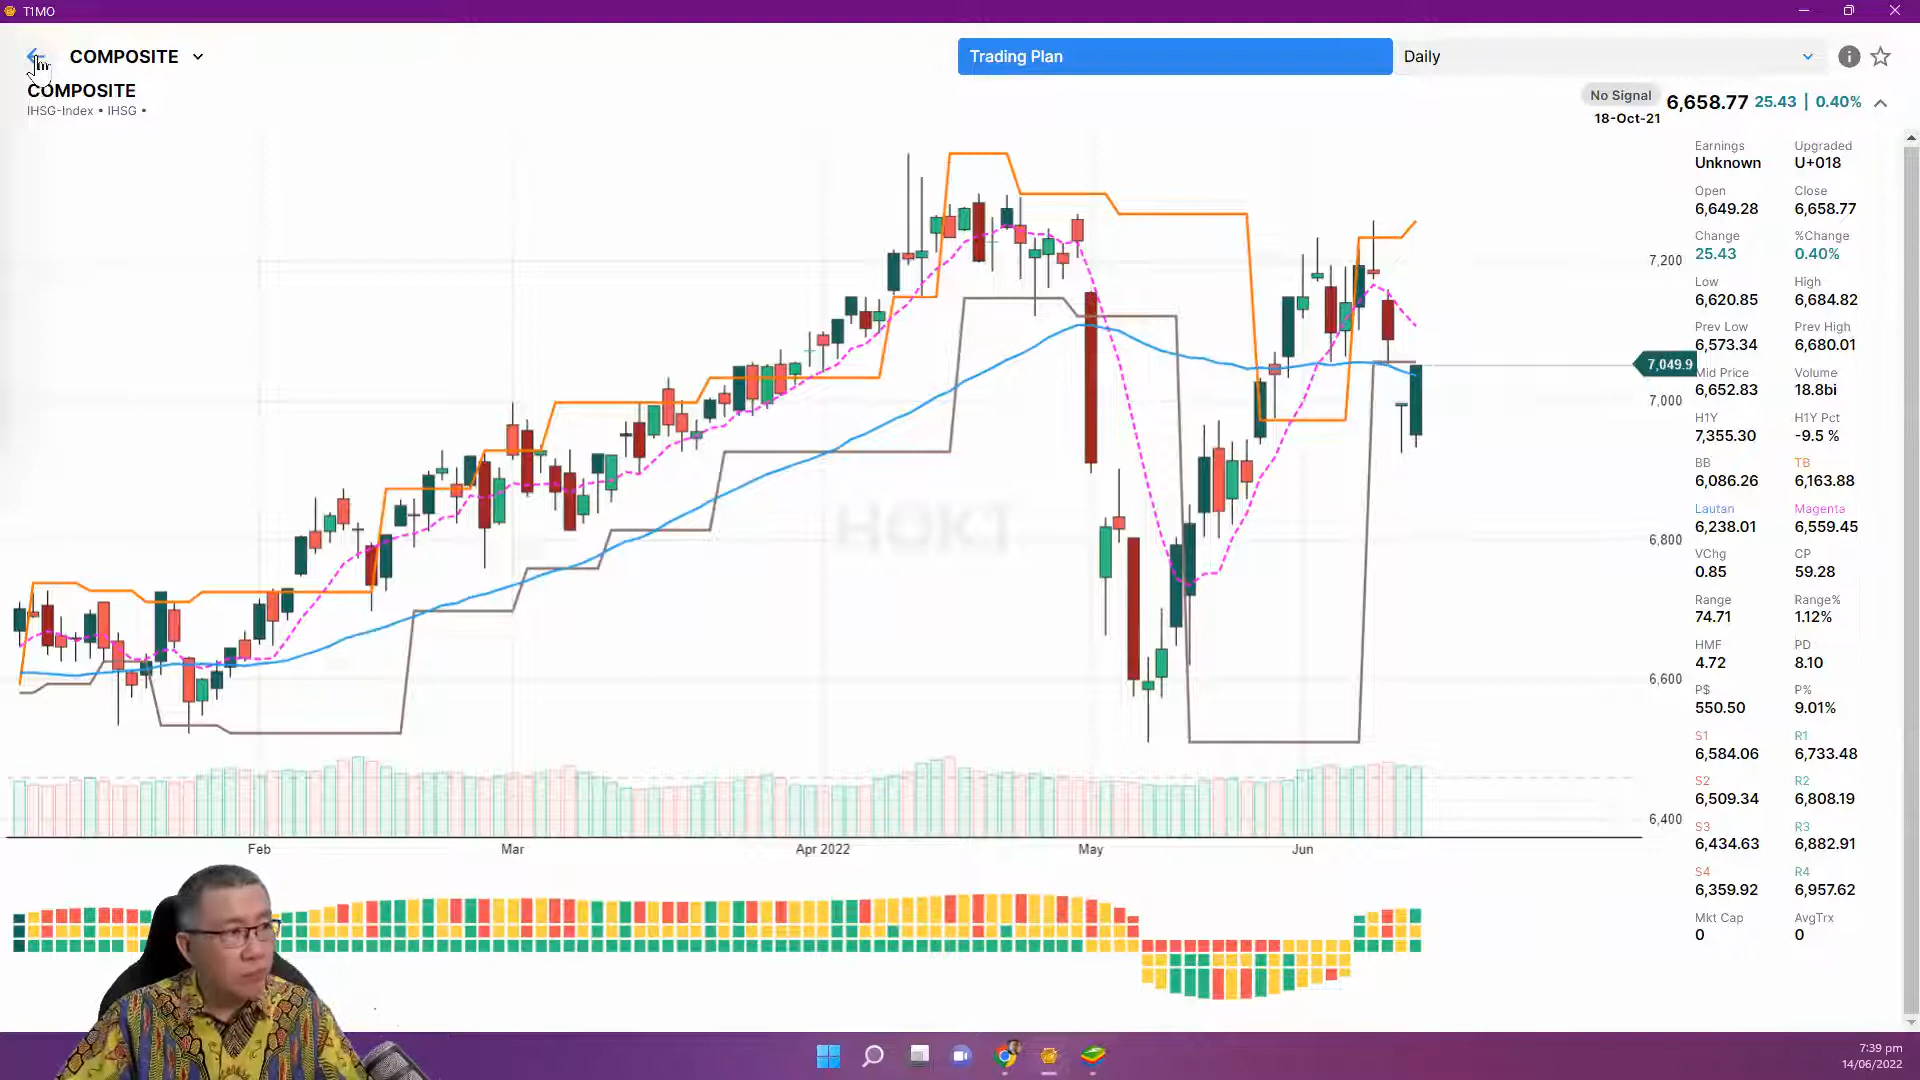 T1MO
COMPOSITE
Trading Plan
Daily
COMPOSITE
IHSG-Index • IHSG •
No Signal
6,658.77 25.43 | 0.40%
18-Oct-21
Earnings Upgraded
Unknown U+018
Open Close
6,649.28 6,658.77
Change %Change
25.43 0.40%
Low High
6,620.85 6,684.82
Prev Low Prev High
6,573.34 6,680.01
Mid Price Volume
6,652.83 18.8bi
H1Y H1Y Pct
7,355.30 -9.5 %
BB TB
6,086.26 6,163.88
Lautan Magenta
6,238.01 6,559.45
VChg CP
0.85 59.28
Range Range%
74.71 1.12%
HMF PD
4.72 8.10
P$ P%
550.50 9.01%
S1 R1
6,584.06 6,733.48
S2 R2
6,509.34 6,808.19
S3 R3
6,434.63 6,882.91
S4 R4
6,359.92 6,957.62
Mkt Cap AvgTrx
0 0
7,200
7,049.9
7,000
6,800
6,600
6,400
HOKI
Feb Mar Apr 2022 May Jun
7:39 pm
14/06/2022